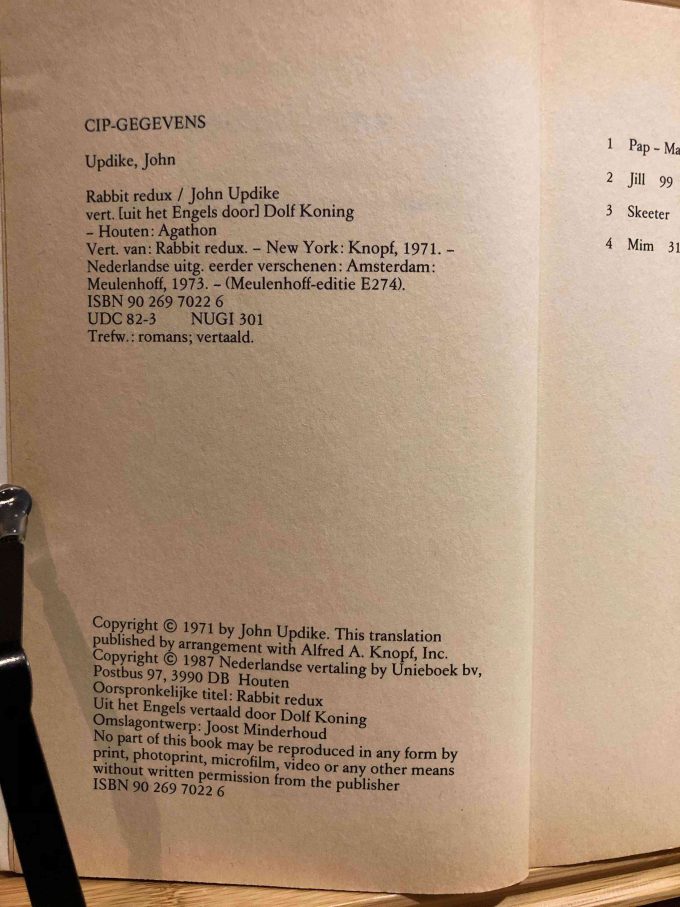 CIP-GEGEVENS
Updike, John
Rabbit redux / John Updike
vert. [uit het Engels door] Dolf Koning
– Houten: Agathon
Vert. van: Rabbit redux. – New York: Knopf, 1971. –
Nederlandse uitg. eerder verschenen: Amsterdam:
Meulenhoff, 1973. – (Meulenhoff-editie E274).
ISBN 90 269 7022 6
UDC 82-3 NUGI 301
Trefw.: romans; vertaald.
Copyright © 1971 by John Updike. This translation
published by arrangement with Alfred A. Knopf, Inc.
Copyright © 1987 Nederlandse vertaling by Unieboek bv,
Postbus 97, 3990 DB Houten
Oorspronkelijke titel: Rabbit redux
Uit het Engels vertaald door Dolf Koning
Omslagontwerp: Joost Minderhoud
No part of this book may be reproduced in any form by
print, photoprint, microfilm, video or any other means
without written permission from the publisher
ISBN 90 269 7022 6
1 Pap – Ma
2 Jill 99
3 Skeeter
4 Mim 31